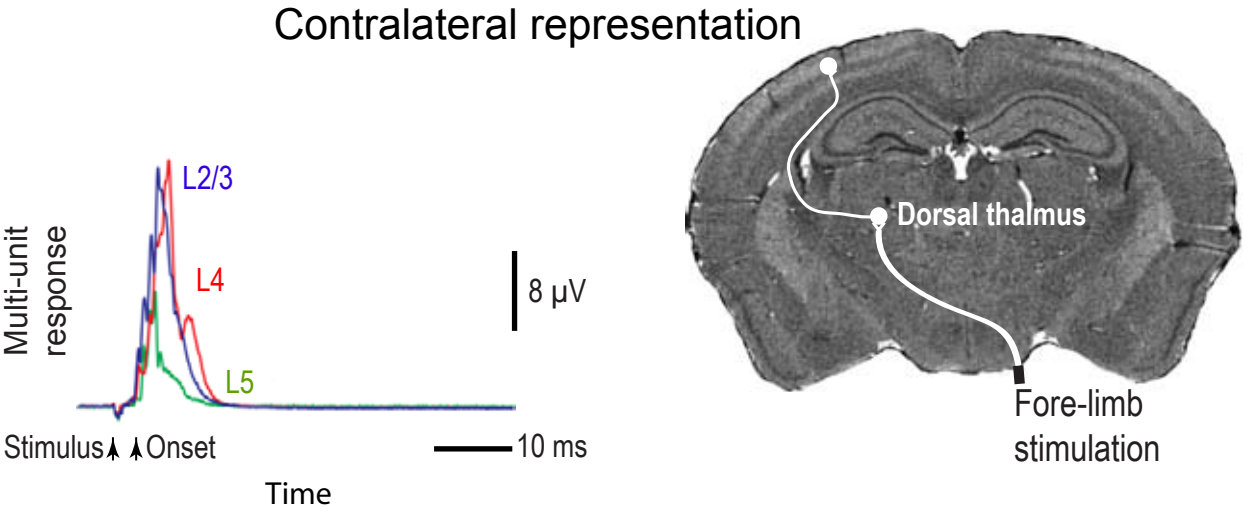 Contralateral representation
Multi-unit
response
L2/3
L4
L5
8 µV
Stimulus
Onset
10 ms
Time
Dorsal thalmus
Fore-limb
stimulation